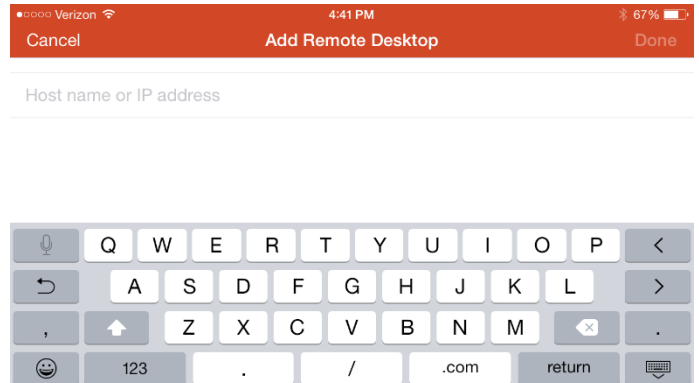 Verizon 4:41 PM 67%
Cancel Add Remote Desktop Done
Host name or IP address
Q W E R T Y U I O P <
A S D F G H J K L >
, Z X C V B N M .
123 . / .com return